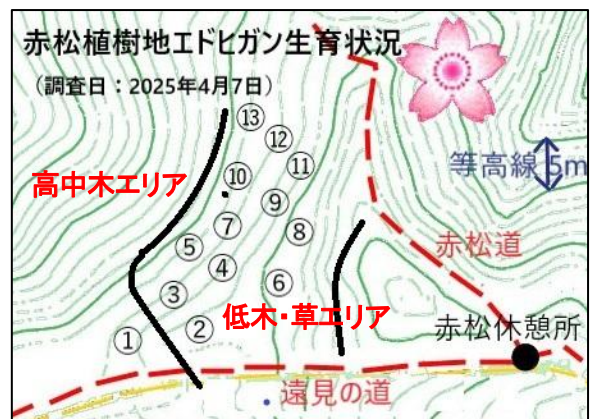 赤松植樹地エドヒガン生育状況
（調査日：2025年4月7日）
⑬
⑫
⑪
等高線 5m
高中木エリア
⑩
⑨
⑦
⑧
⑤
赤松道
④
⑥
③
低木・草エリア
②
①
赤松休憩所
遠見の道